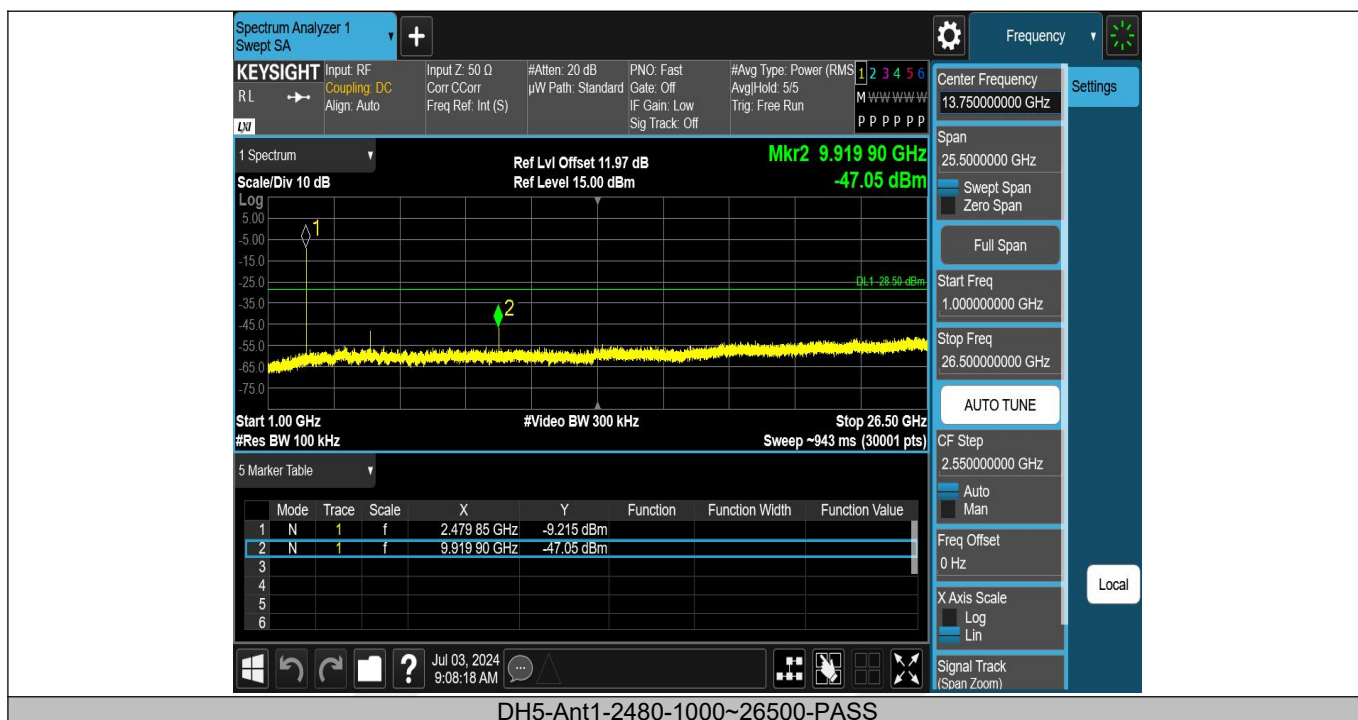 Spectrum Analyzer 1
Swept SA
Frequency
KEYSIGHT Input: RF Input Z: 50 Ω #Atten: 20 dB PNO: Fast #Avg Type: Power (RMS 1 2 3 4 5 6
RL Coupling: DC Corr CCorr µW Path: Standard Gate: Off Avg|Hold: 5/5 M W W W W W
Align: Auto Freq Ref: Int (S) IF Gain: Low Trig: Free Run
LXI Sig Track: Off P P P P P P
Center Frequency
13.750000000 GHz
Settings
1 Spectrum
Ref Lvl Offset 11.97 dB
Mkr2 9.919 90 GHz
Scale/Div 10 dB Ref Level 15.00 dBm -47.05 dBm
Log
5.00
-5.00
-15.0
-25.0
-35.0
-45.0
-55.0
-65.0
-75.0
1
2
DL1 -28.50 dBm
Start 1.00 GHz #Video BW 300 kHz Stop 26.50 GHz
#Res BW 100 kHz Sweep ~943 ms (30001 pts)
Span
25.5000000 GHz
Swept Span
Zero Span
Full Span
Start Freq
1.000000000 GHz
Stop Freq
26.50000000 GHz
AUTO TUNE
CF Step
2.550000000 GHz
Auto
Man
Freq Offset
0 Hz
X Axis Scale
Log
Lin
Signal Track
(Span Zoom)
Local
5 Marker Table
Mode Trace Scale X Y Function Function Width Function Value
1 N 1 f 2.479 85 GHz -9.215 dBm
2 N 1 f 9.919 90 GHz -47.05 dBm
3
4
5
6
?
Jul 03, 2024
9:08:18 AM
DH5-Ant1-2480-1000~26500-PASS